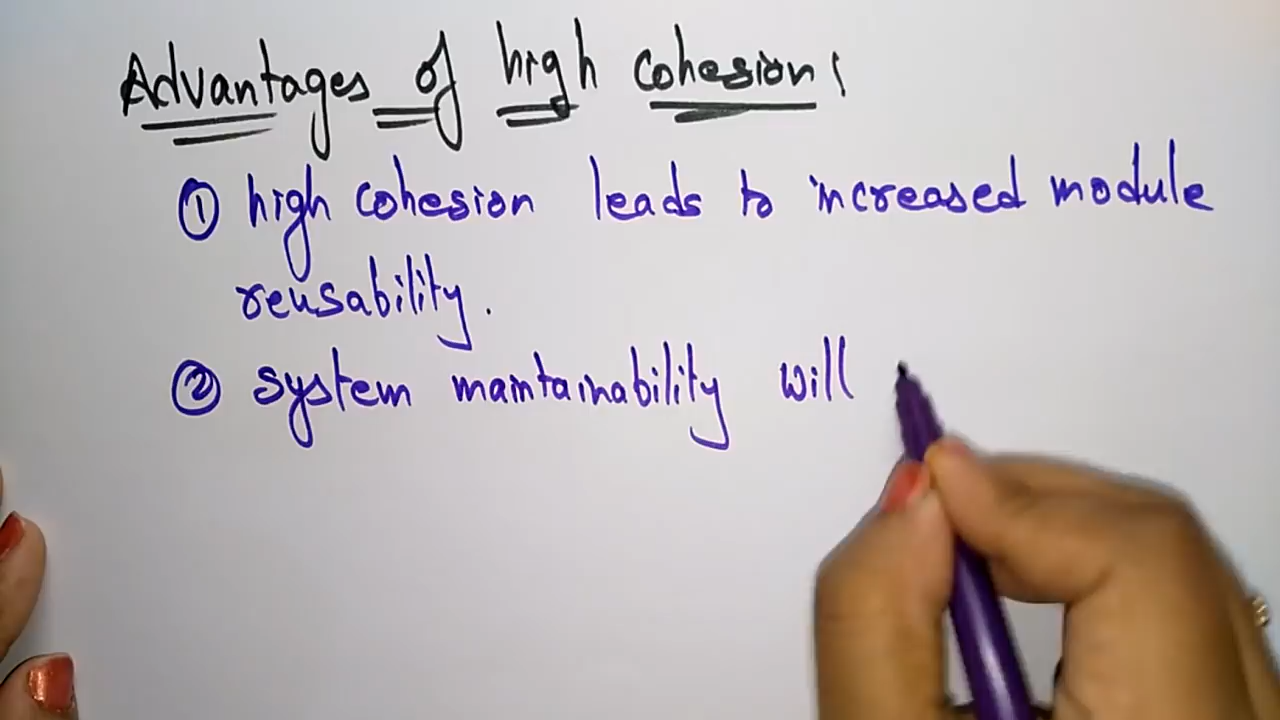 Advantages of high cohesion:
① high cohesion leads to increased module
reusability.
② system maintainability will